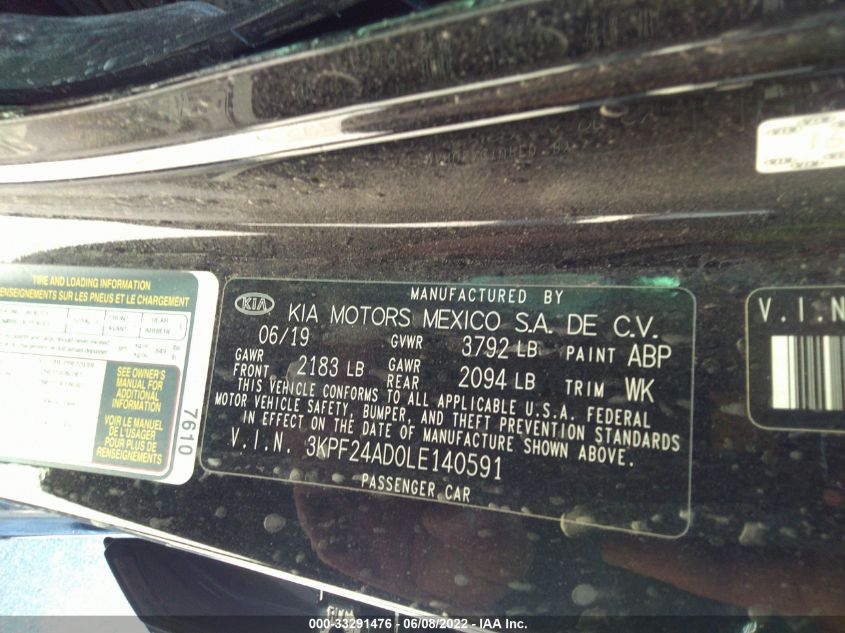 TIRE AND LOADING INFORMATION
RENSEIGNEMENTS SUR LES PNEUS ET LE CHARGEMENT
SEE OWNER'S
MANUAL FOR
ADDITIONAL
INFORMATION
VOIR LE MANUEL
DE L'USAGER
POUR PLUS DE
RENSEIGNEMENTS
7610
MANUFACTURED BY
KIA KIA MOTORS MEXICO S.A. DE C.V.
06/19 GVWR 3792 LB PAINT ABP
GAWR FRONT 2183 LB GAWR REAR 2094 LB TRIM WK
THIS VEHICLE CONFORMS TO ALL APPLICABLE U.S.A. FEDERAL
MOTOR VEHICLE SAFETY, BUMPER, AND THEFT PREVENTION STANDARDS
IN EFFECT ON THE DATE OF MANUFACTURE SHOWN ABOVE.
V.I.N. 3KPF24AD0LE140591
PASSENGER CAR
V.I.N
000-33291476 - 06/08/2022 - IAA Inc.